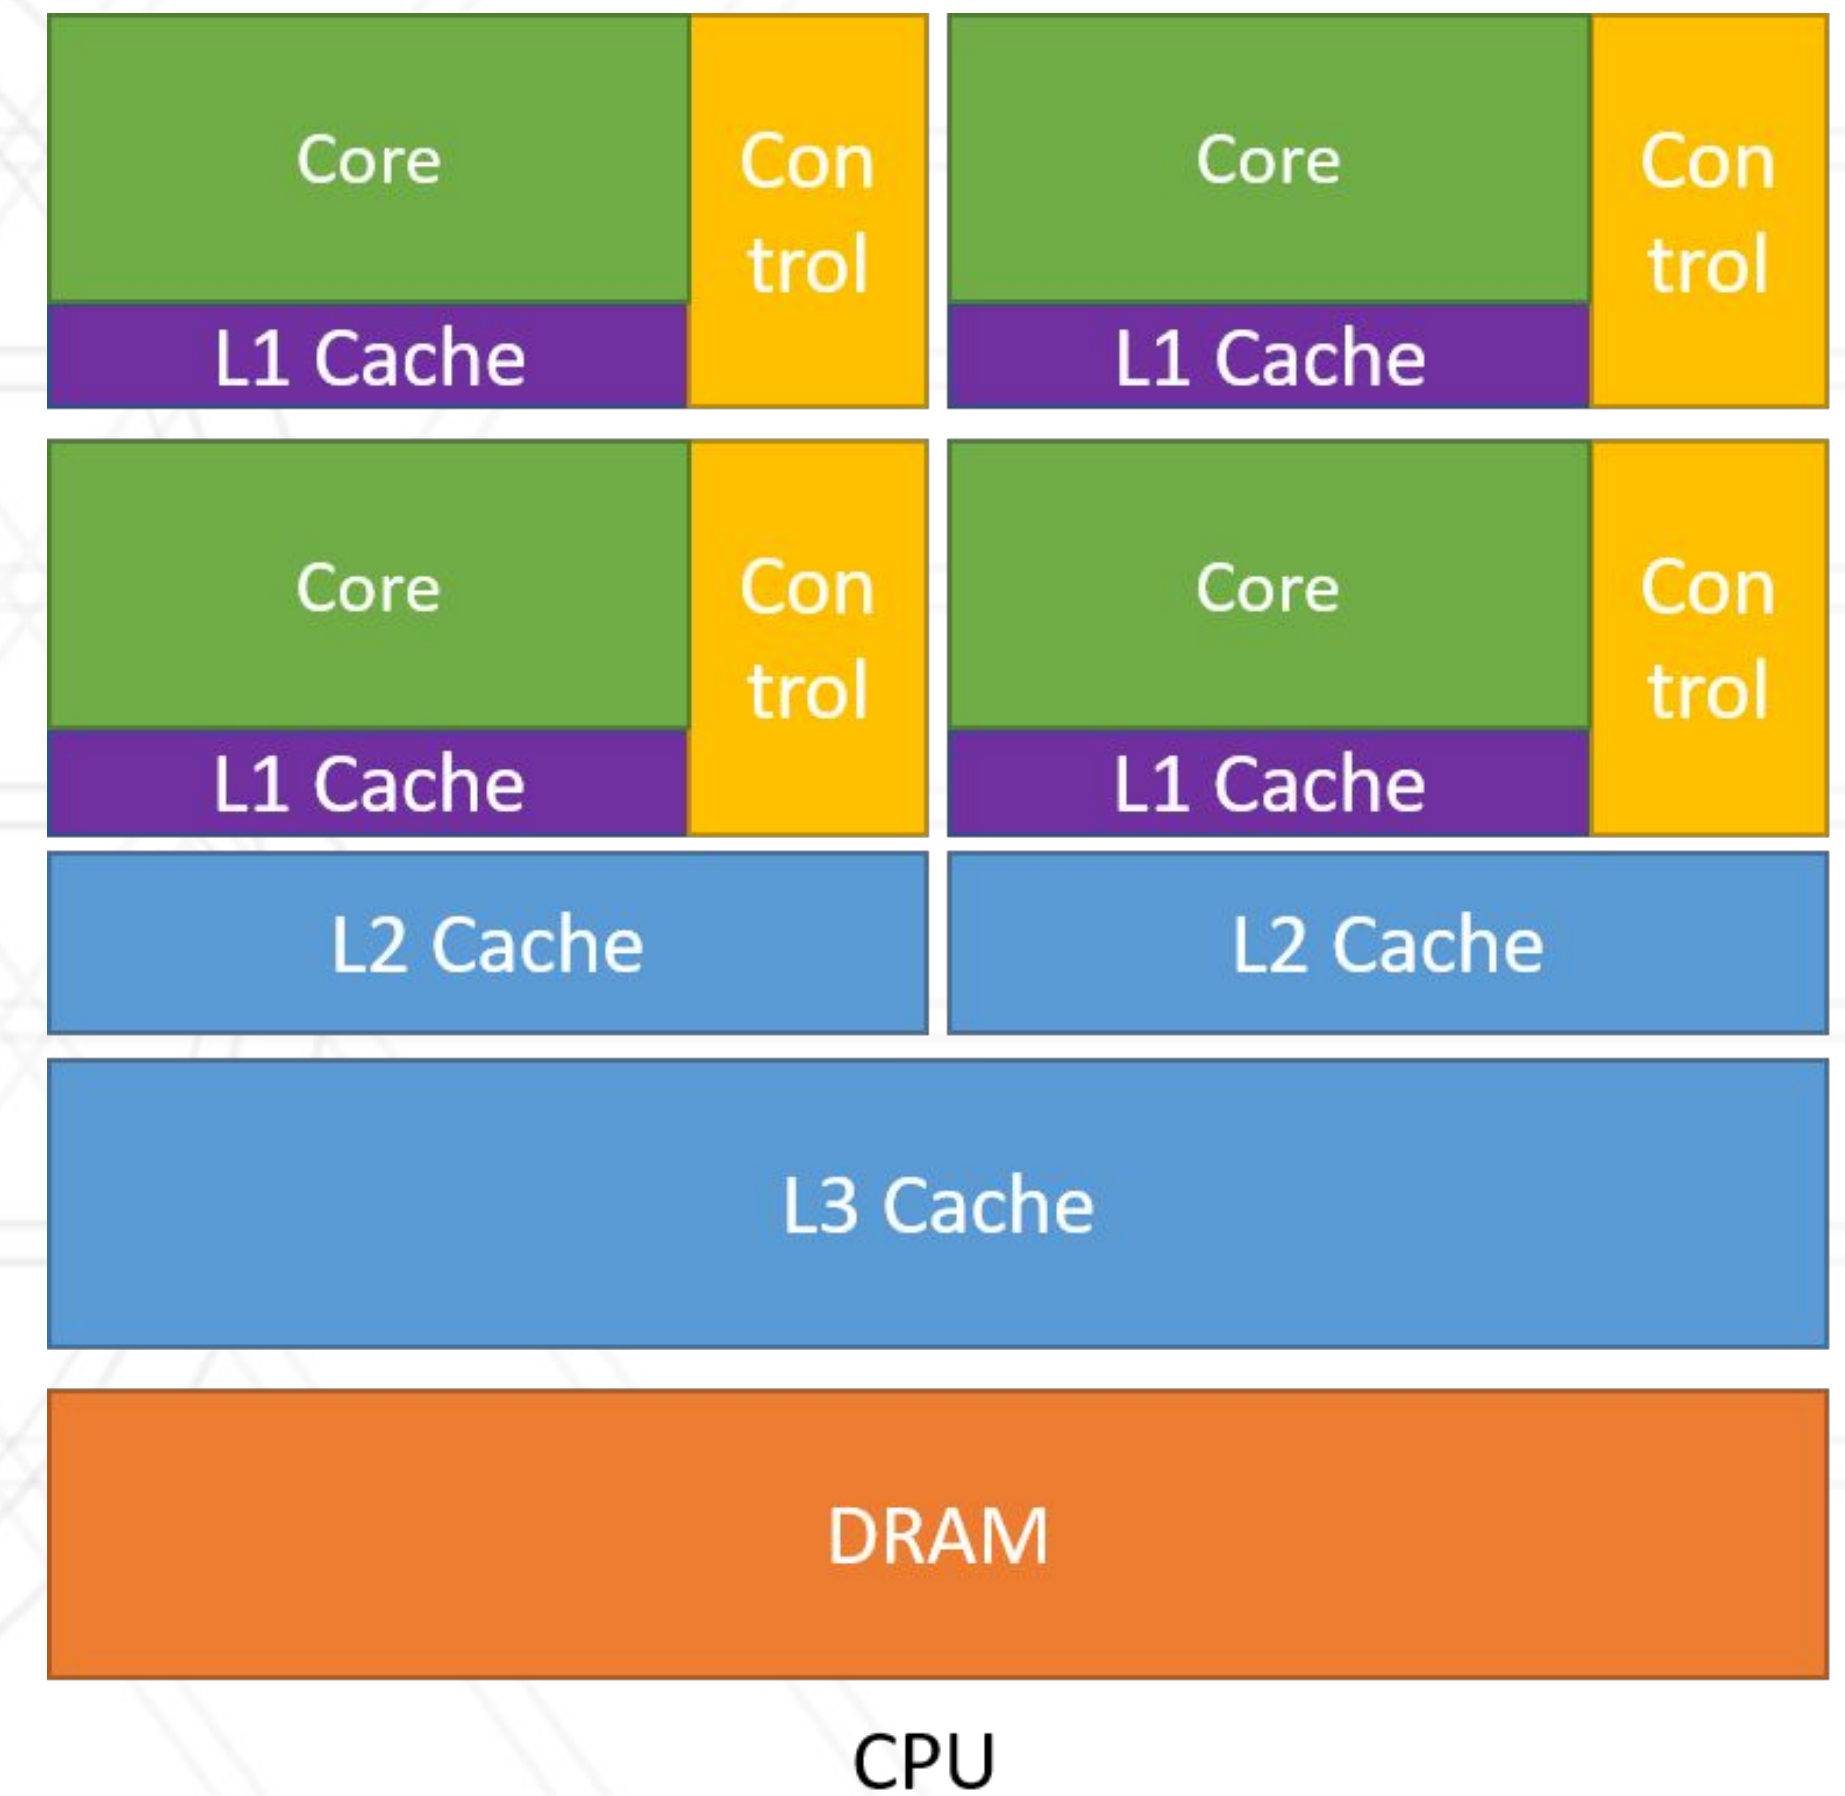 Core
Con
trol
L1 Cache
Core
Con
trol
L1 Cache
Core
Con
trol
L1 Cache
Core
Con
trol
L1 Cache
L2 Cache
L2 Cache
L3 Cache
DRAM
CPU